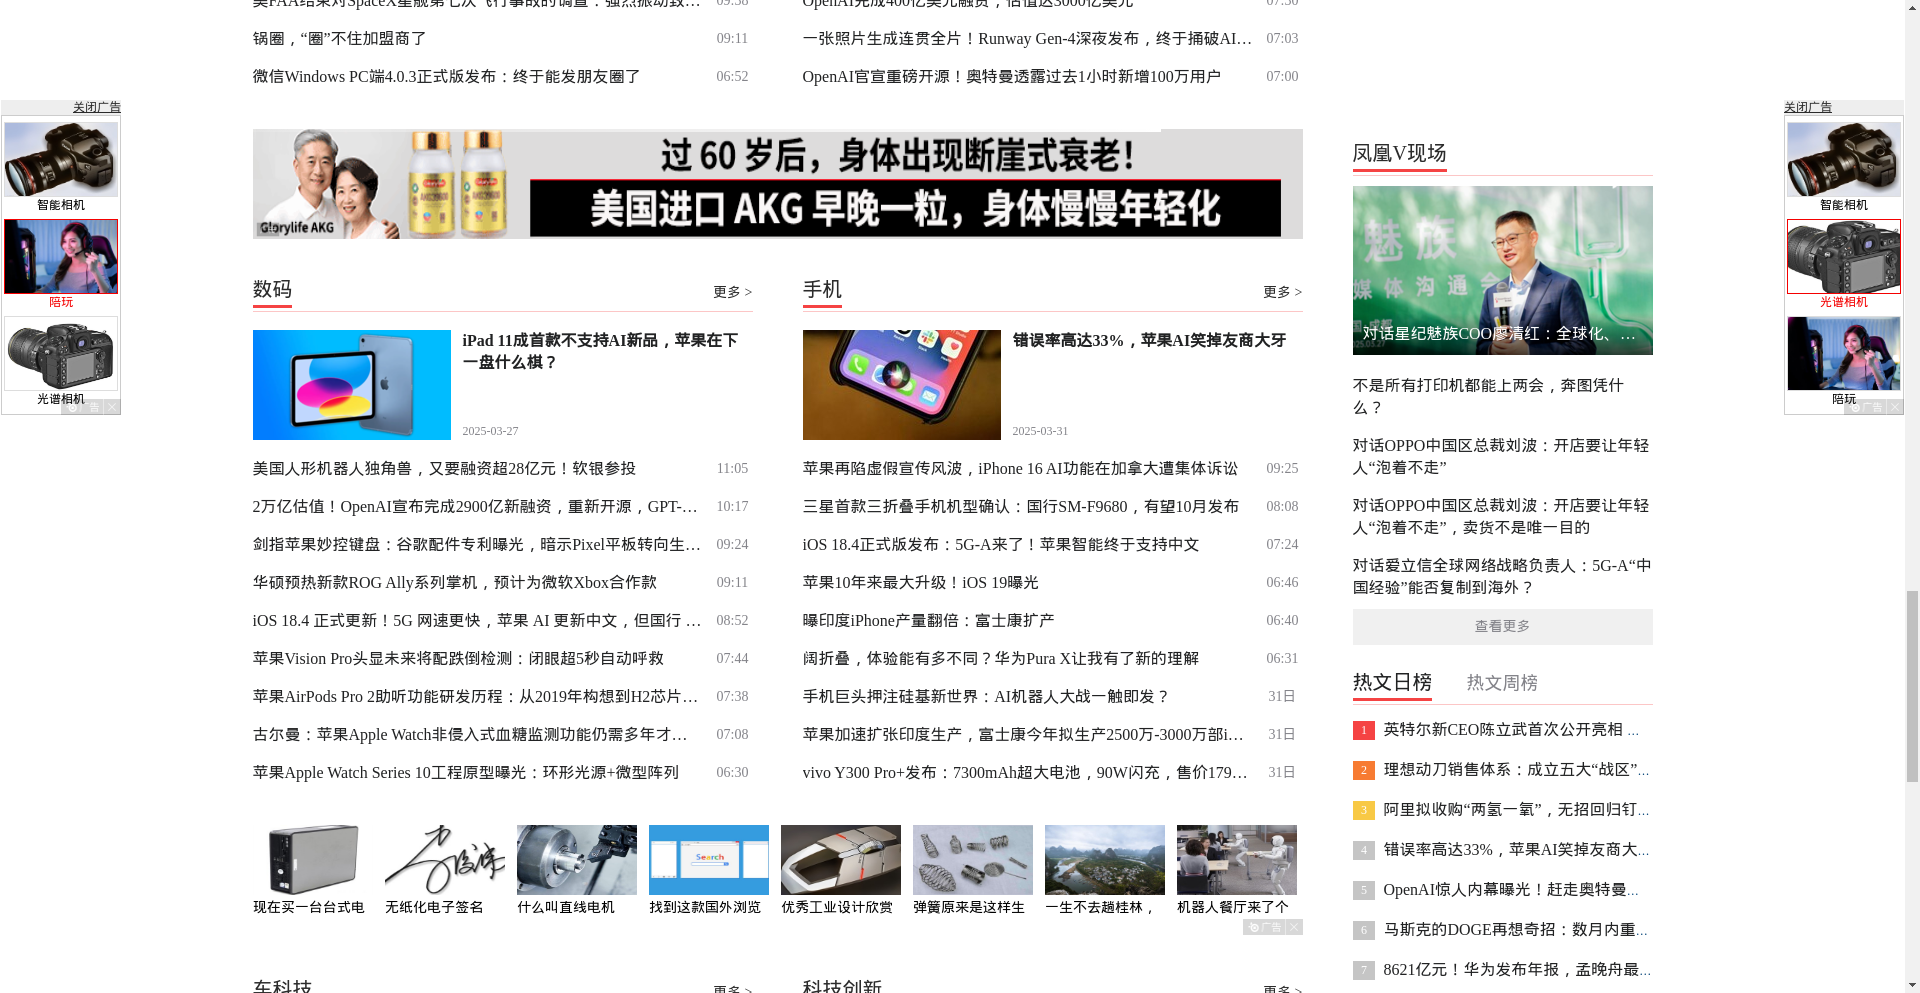 美FAA结束对SpaceX星舰第七次飞行事故的调查：强烈振动致… 09:38
锅圈，“圈”不住加盟商了 09:11
微信Windows PC端4.0.3正式版发布：终于能发朋友圈了 06:52
OpenAI完成400亿美元融资，估值达3000亿美元 07:30
一张照片生成连贯全片！Runway Gen-4深夜发布，终于捅破AI… 07:03
OpenAI官宣重磅开源！奥特曼透露过去1小时新增100万用户 07:00
关闭广告
智能相机
陪玩
光谱相机
广告
过 60 岁后，身体出现断崖式衰老！
美国进口 AKG 早晚一粒，身体慢慢年轻化
Glorylife AKG
数码
更多 >
iPad 11成首款不支持AI新品，苹果在下
一盘什么棋？
2025-03-27
美国人形机器人独角兽，又要融资超28亿元！软银参投 11:05
2万亿估值！OpenAI宣布完成2900亿新融资，重新开源，GPT-… 10:17
剑指苹果妙控键盘：谷歌配件专利曝光，暗示Pixel平板转向生… 09:24
华硕预热新款ROG Ally系列掌机，预计为微软Xbox合作款 09:11
iOS 18.4 正式更新！5G 网速更快，苹果 AI 更新中文，但国行 … 08:52
苹果Vision Pro头显未来将配跌倒检测：闭眼超5秒自动呼救 07:44
苹果AirPods Pro 2助听功能研发历程：从2019年构想到H2芯片… 07:38
古尔曼：苹果Apple Watch非侵入式血糖监测功能仍需多年才… 07:08
苹果Apple Watch Series 10工程原型曝光：环形光源+微型阵列 06:30
手机
更多 >
错误率高达33%，苹果AI笑掉友商大牙
2025-03-31
苹果再陷虚假宣传风波，iPhone 16 AI功能在加拿大遭集体诉讼 09:25
三星首款三折叠手机机型确认：国行SM-F9680，有望10月发布 08:08
iOS 18.4正式版发布：5G-A来了！苹果智能终于支持中文 07:24
苹果10年来最大升级！iOS 19曝光 06:46
曝印度iPhone产量翻倍：富士康扩产 06:40
阔折叠，体验能有多不同？华为Pura X让我有了新的理解 06:31
手机巨头押注硅基新世界：AI机器人大战一触即发？ 31日
苹果加速扩张印度生产，富士康今年拟生产2500万-3000万部i… 31日
vivo Y300 Pro+发布：7300mAh超大电池，90W闪充，售价179… 31日
Search
现在买一台台式电
无纸化电子签名
什么叫直线电机
找到这款国外浏览
优秀工业设计欣赏
弹簧原来是这样生
一生不去趟桂林，
机器人餐厅来了个
广告
车科技
更多 >
科技创新
更多 >
凤凰V现场
魅族
媒体沟通会
对话星纪魅族COO廖清红：全球化、…
不是所有打印机都能上两会，奔图凭什
么？
对话OPPO中国区总裁刘波：开店要让年轻
人“泡着不走”
对话OPPO中国区总裁刘波：开店要让年轻
人“泡着不走”，卖货不是唯一目的
对话爱立信全球网络战略负责人：5G-A“中
国经验”能否复制到海外？
查看更多
热文日榜 热文周榜
1 英特尔新CEO陈立武首次公开亮相 …
2 理想动刀销售体系：成立五大“战区”…
3 阿里拟收购“两氢一氧”，无招回归钉…
4 错误率高达33%，苹果AI笑掉友商大…
5 OpenAI惊人内幕曝光！赶走奥特曼…
6 马斯克的DOGE再想奇招：数月内重…
7 8621亿元！华为发布年报，孟晚舟最…
关闭广告
智能相机
光谱相机
陪玩
广告